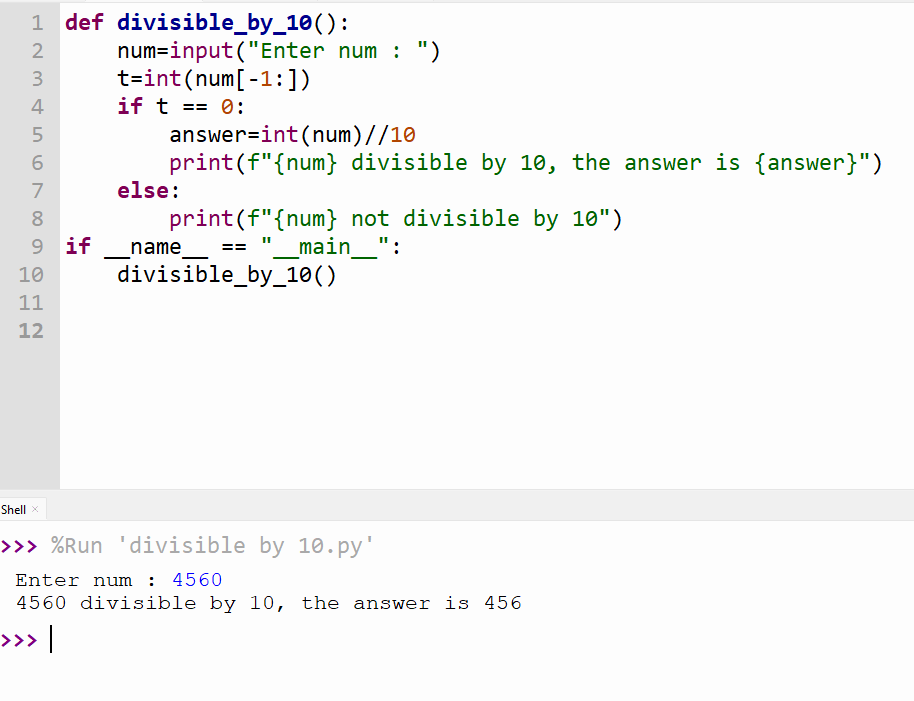 1 def divisible_by_10():
2     num=input("Enter num : ")
3     t=int(num[-1:])
4     if t == 0:
5         answer=int(num)//10
6         print(f"{num} divisible by 10, the answer is {answer}")
7     else:
8         print(f"{num} not divisible by 10")
9 if __name__ == "__main__":
10     divisible_by_10()
11
12
Shell ×
>>> %Run 'divisible by 10.py'
Enter num : 4560
4560 divisible by 10, the answer is 456
>>>